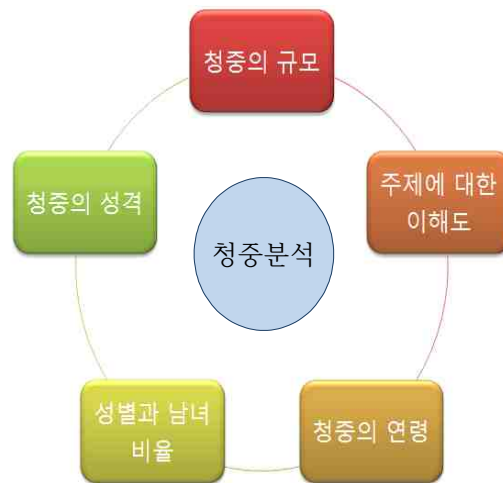 청중의 규모
주제에 대한
이해도
청중의 연령
성별과 남녀
비율
청중의 성격
청중분석